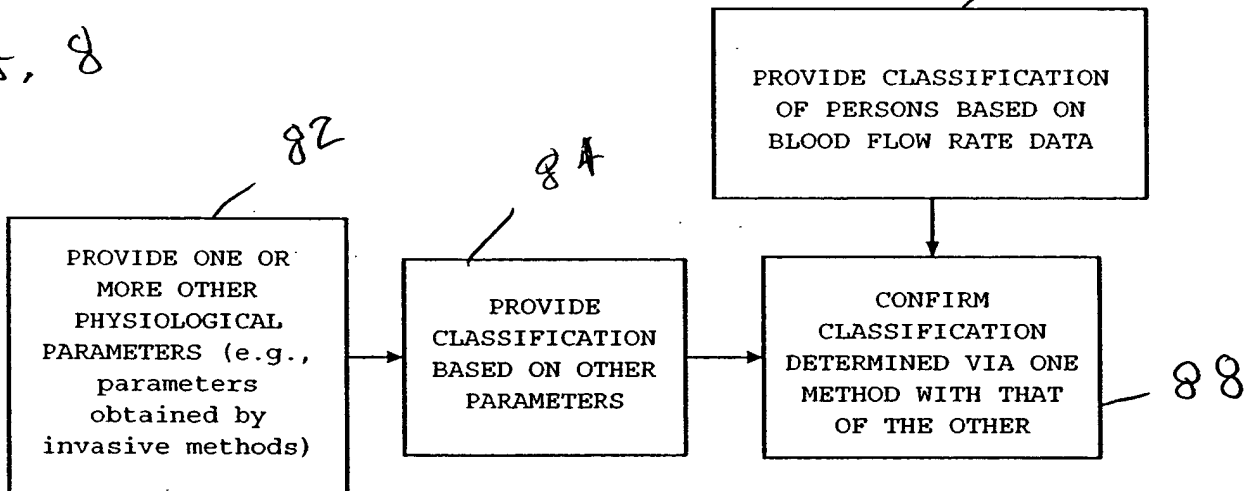 8
PROVIDE CLASSIFICATION
OF PERSONS BASED ON
BLOOD FLOW RATE DATA
82
84
PROVIDE ONE OR
MORE OTHER
PHYSIOLOGICAL
PARAMETERS (e.g.,
parameters
obtained by
invasive methods)
PROVIDE
CLASSIFICATION
BASED ON OTHER
PARAMETERS
CONFIRM
CLASSIFICATION
DETERMINED VIA ONE
METHOD WITH THAT
OF THE OTHER
88